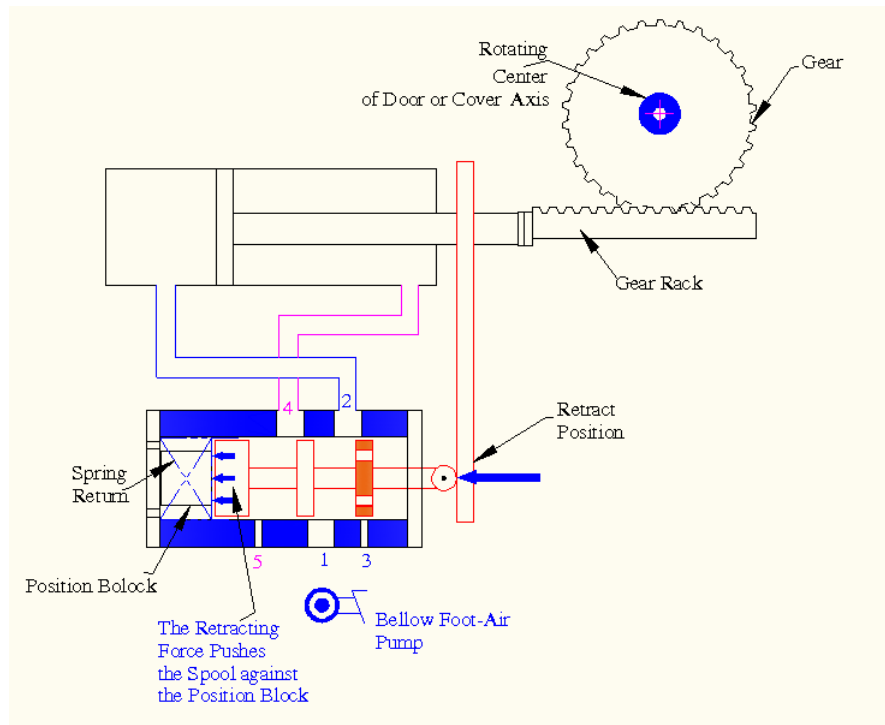 Rotating
Center
of Door or Cover Axis
Gear
Gear Rack
4
2
Retract
Position
Spring
Return
5
1
3
Position Bolock
Bellow Foot-Air
Pump
The Retracting
Force Pushes
the Spool against
the Position Block